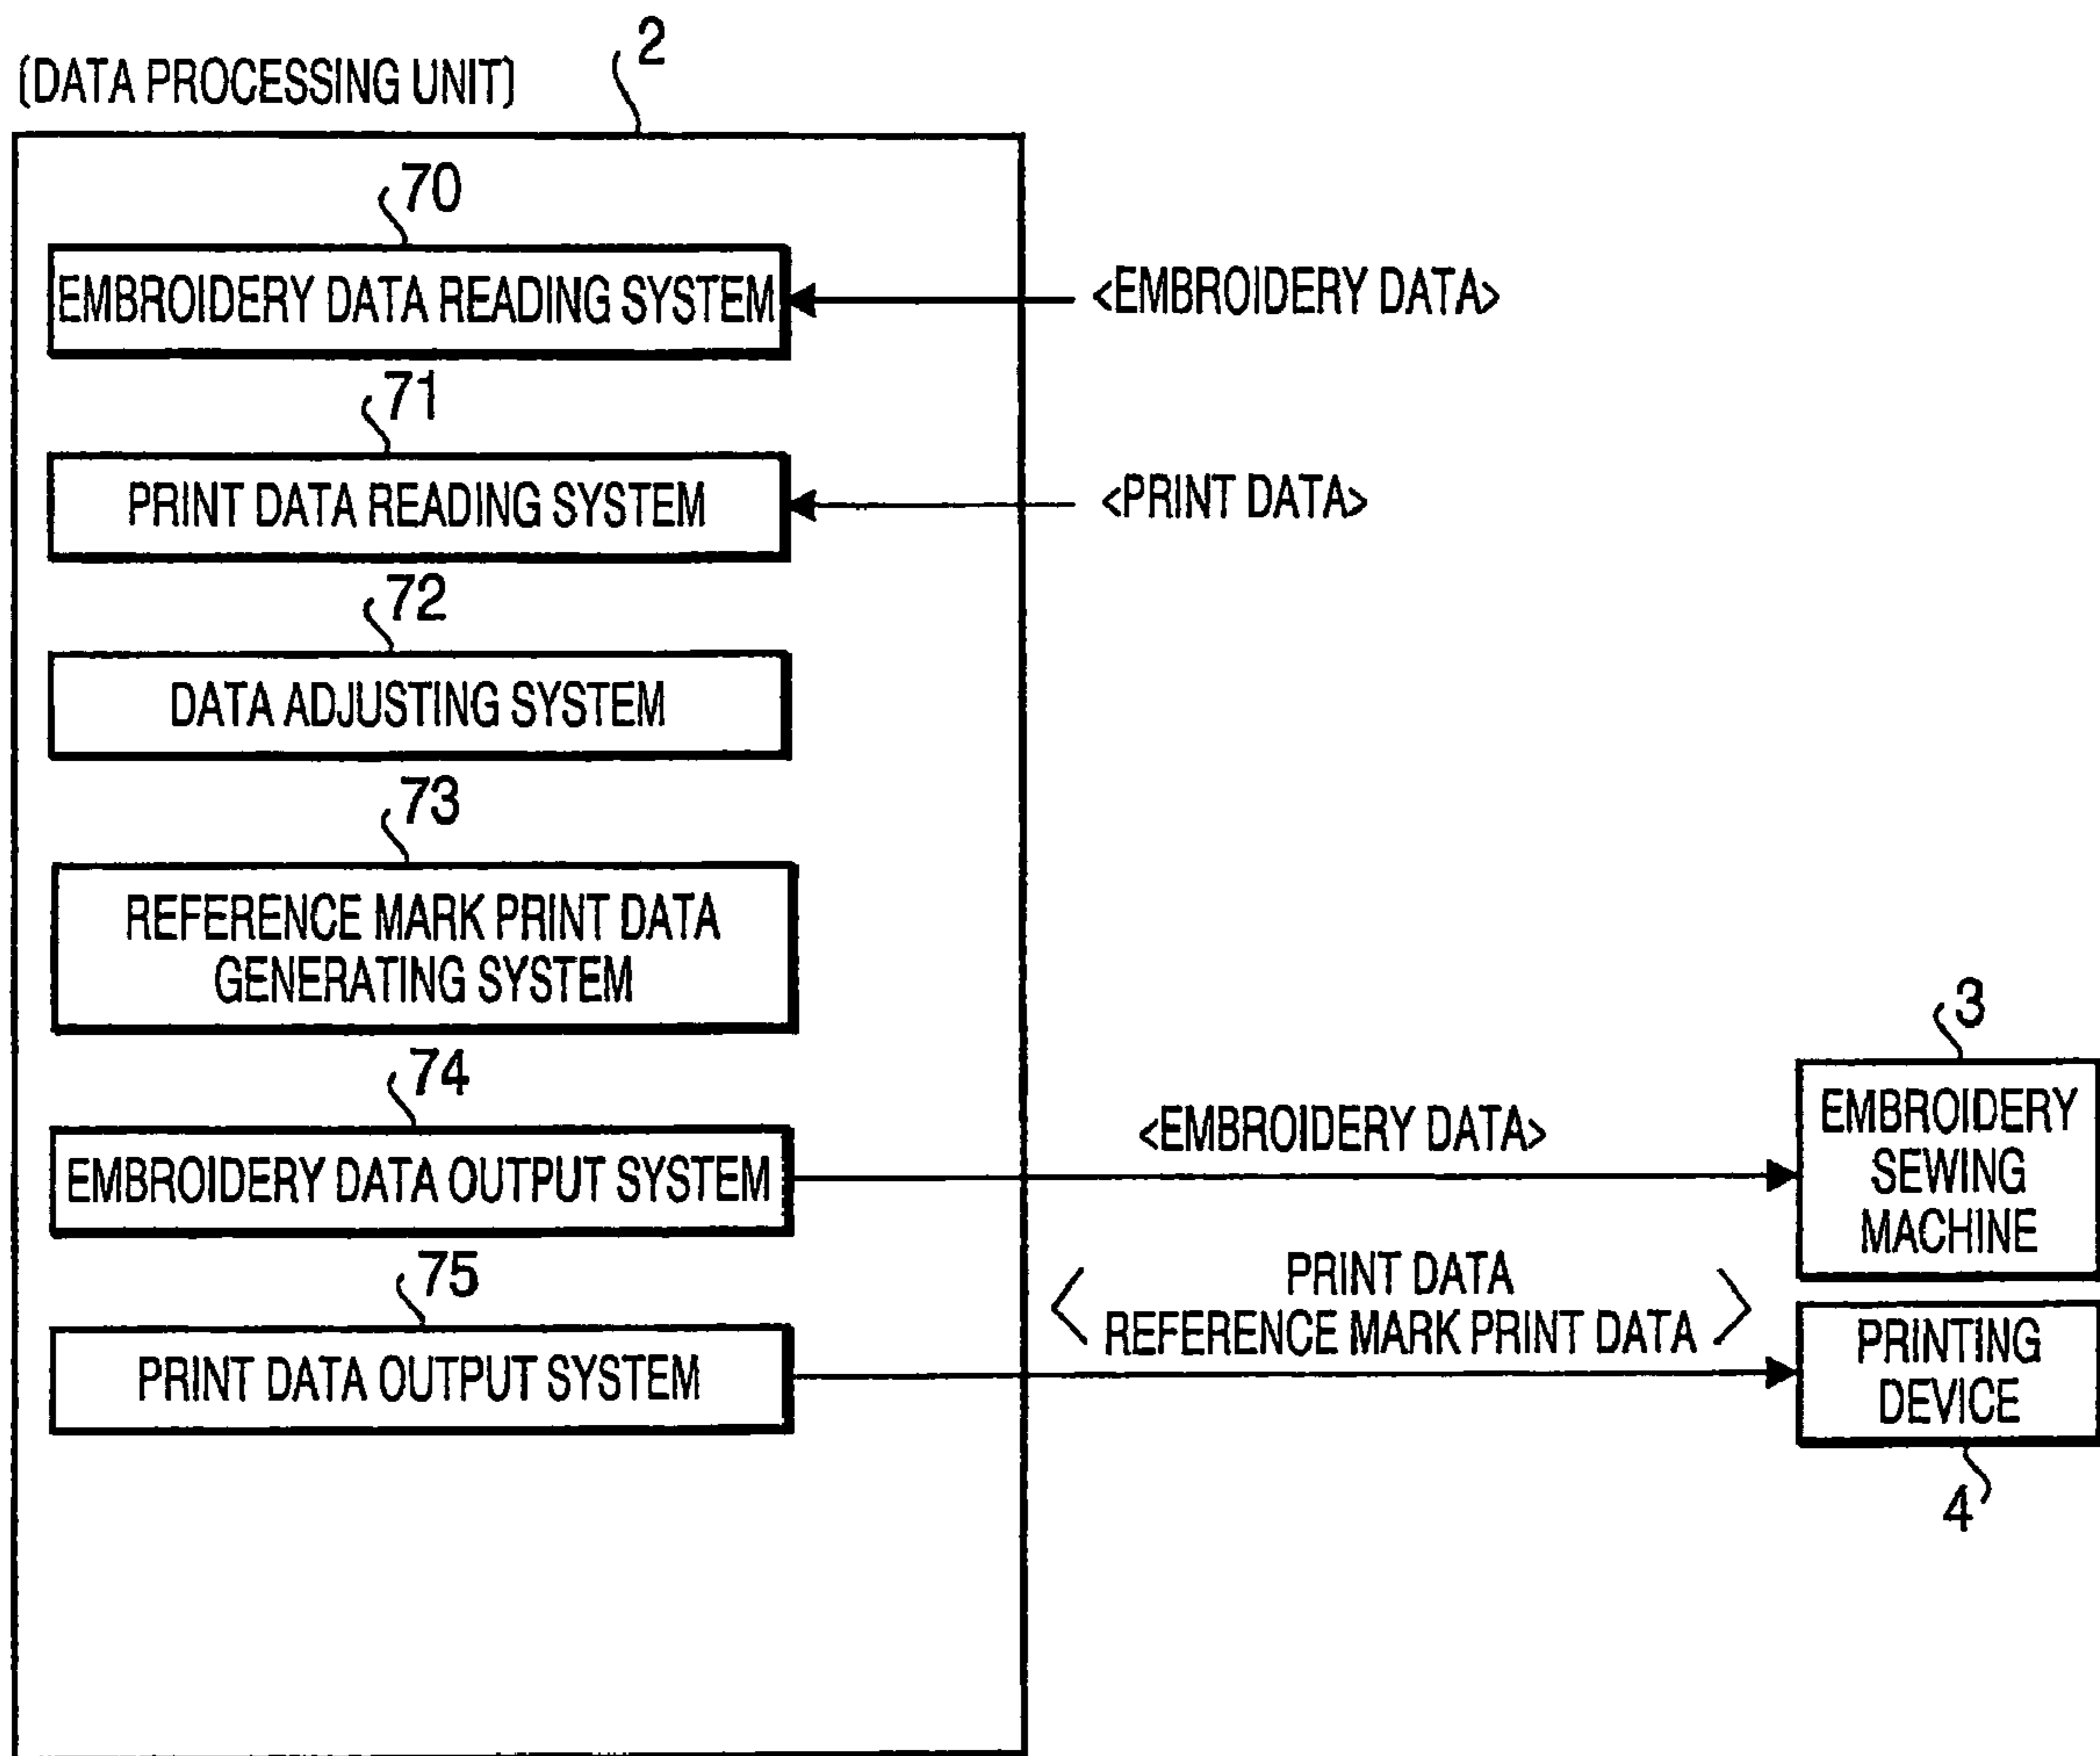 2
(DATA PROCESSING UNIT)
70
EMBROIDERY DATA READING SYSTEM
<EMBROIDERY DATA>
71
PRINT DATA READING SYSTEM
<PRINT DATA>
72
DATA ADJUSTING SYSTEM
73
REFERENCE MARK PRINT DATA
GENERATING SYSTEM
74
EMBROIDERY DATA OUTPUT SYSTEM
<EMBROIDERY DATA>
3
EMBROIDERY
SEWING
MACHINE
75
PRINT DATA OUTPUT SYSTEM
PRINT DATA
REFERENCE MARK PRINT DATA
PRINTING
DEVICE
4